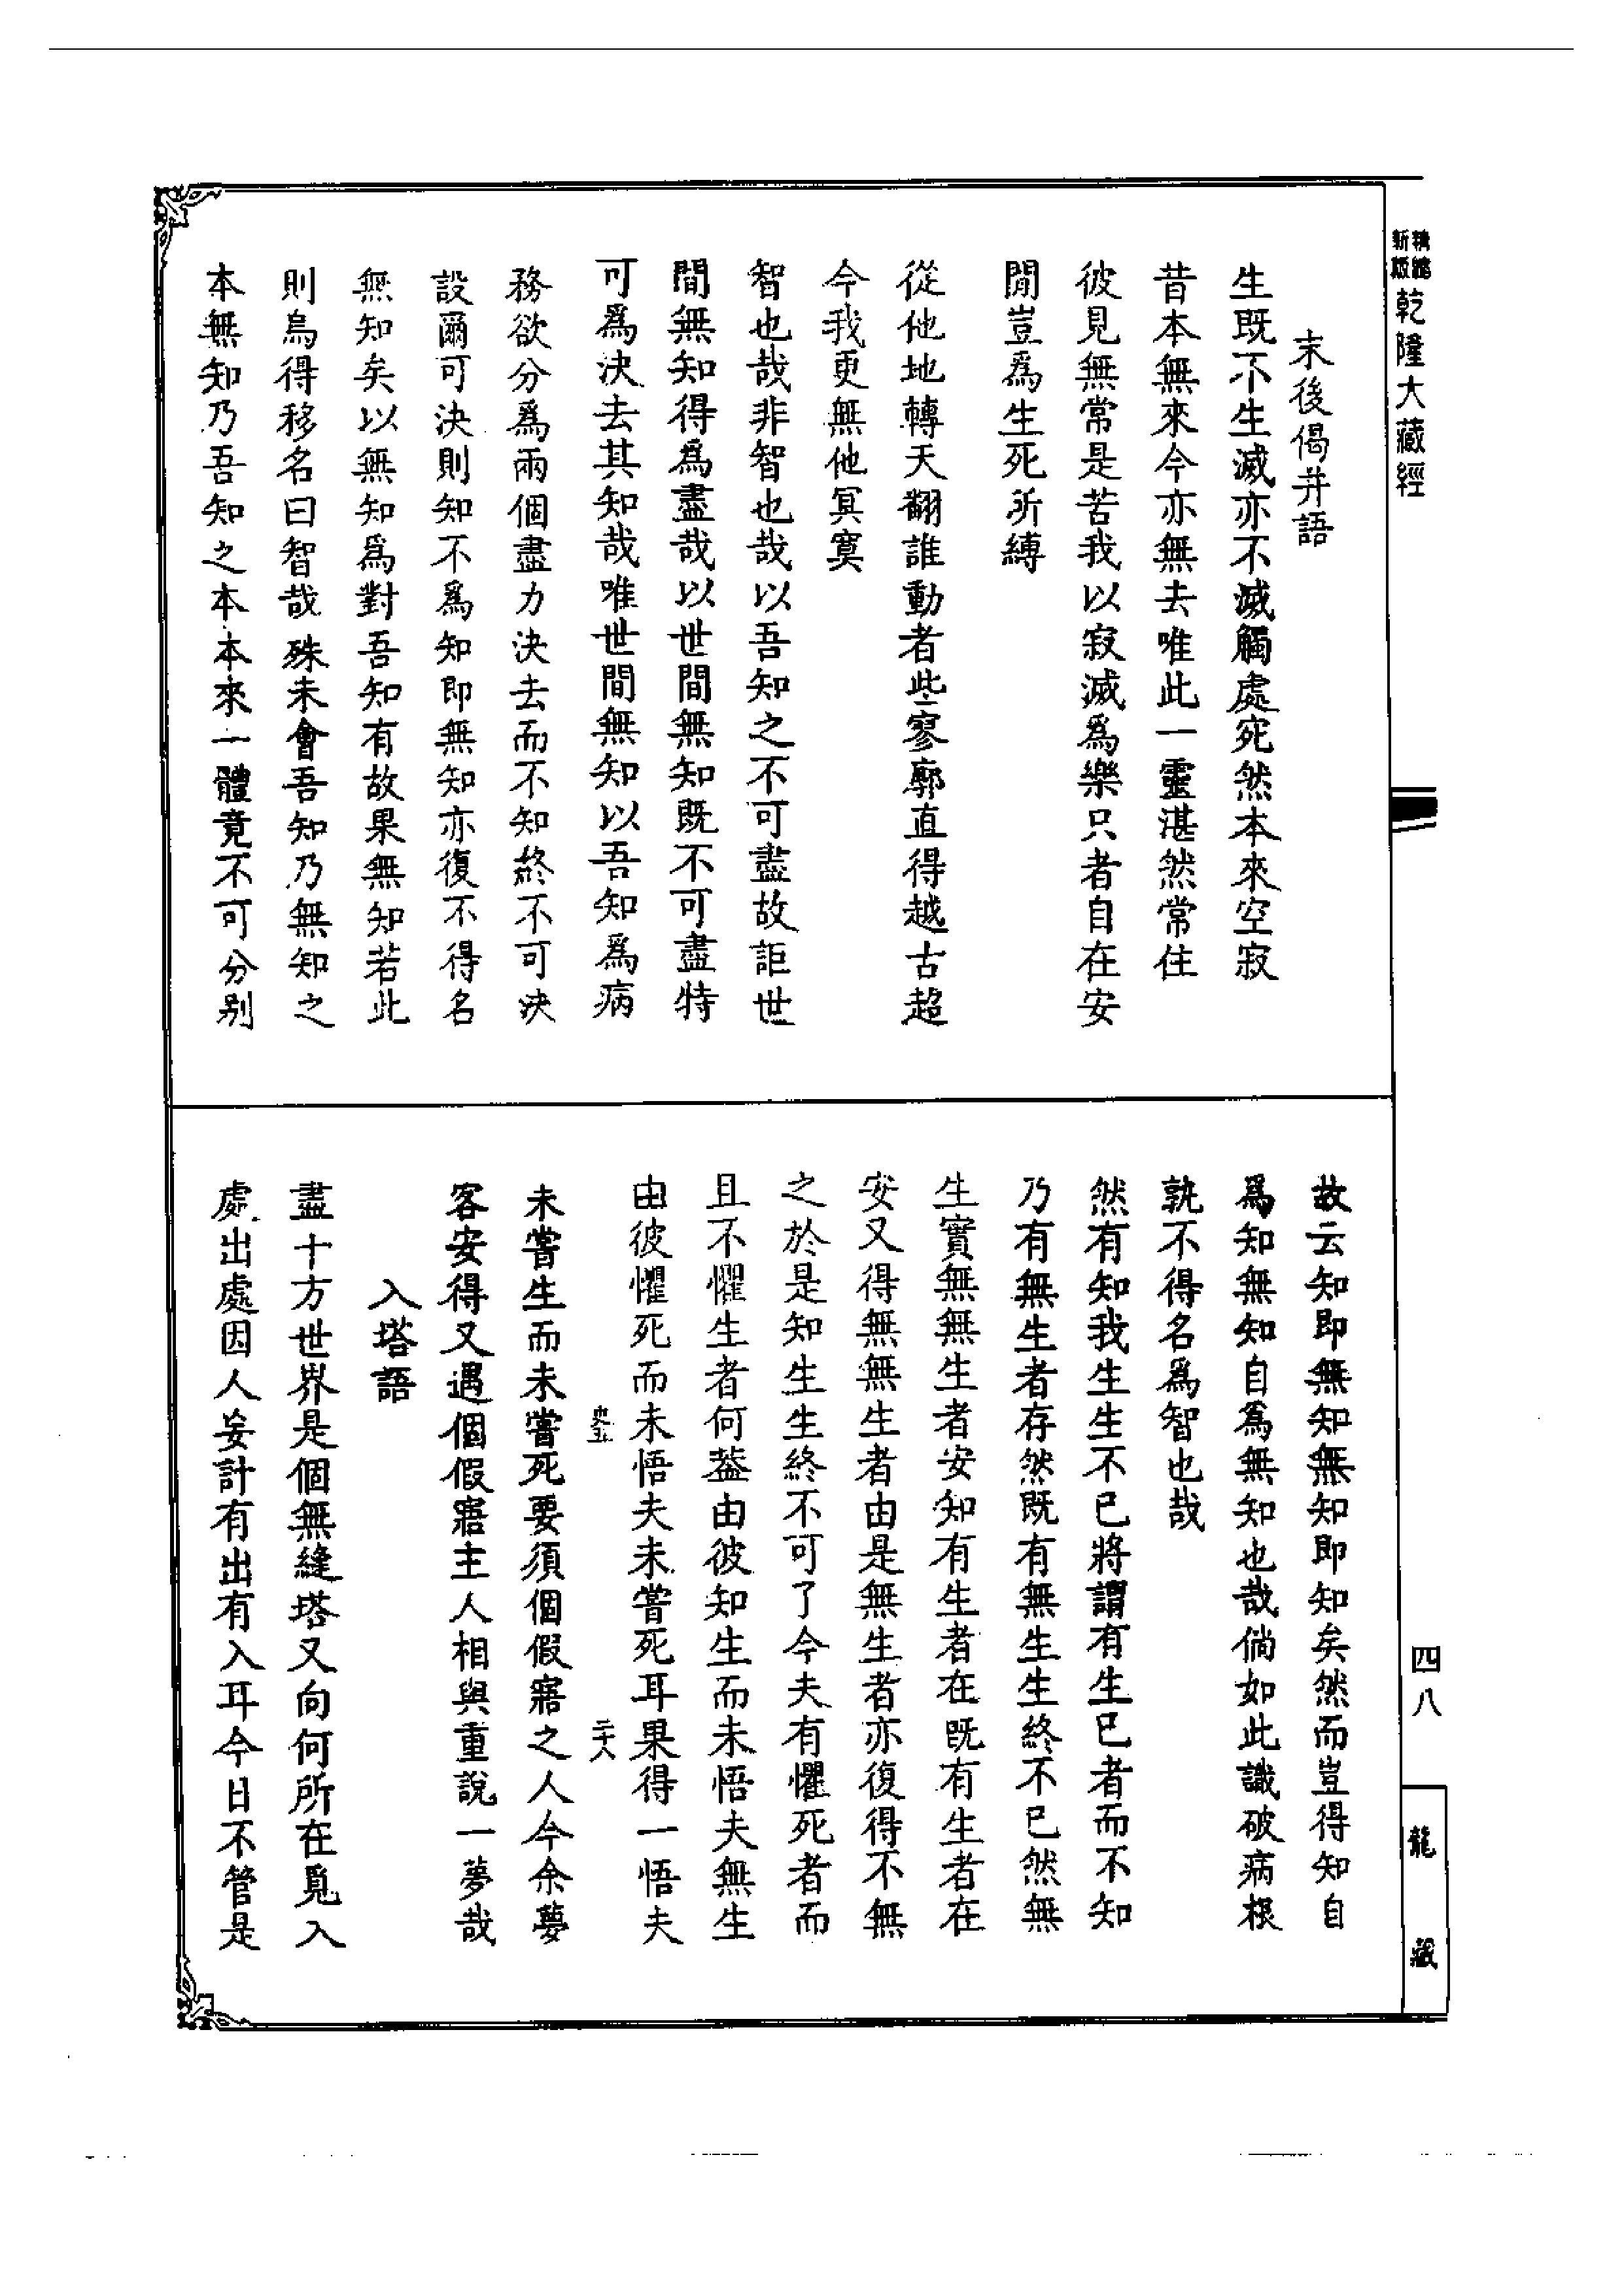 新版精縮乾隆大藏經
末後偈并語
生既不生滅亦不滅觸處宛然本來空寂
昔本無來今亦無去唯此一靈湛然常住
彼見無常是苦我以寂滅爲樂只者自在安
閒豈爲生死所縛
從他地轉天翻誰動者些寥廓直得越古超
今我更無他冥寞
智也哉非智也哉以吾知之不可盡故詎世
間無知得爲盡哉以世間無知既不可盡特
可爲決去其知哉唯世間無知以吾知爲病
務欲分爲兩個盡力決去而不知終不可決
設爾可決則知不爲知即無知亦復不得名
無知矣以無知爲對吾知有故果無知若此
則烏得移名曰智哉殊未會吾知乃無知之
本無知乃吾知之本本來一體竟不可分別
故云知即無知無知即知矣然而豈得知自
爲知無知自爲無知也哉倘如此識破病根
孰不得名爲智也哉
然有知我生生不已將謂有生已者而不知
乃有無生者存然既有無生生終不已然無
生實無無生者安知有生者在既有生者在
安又得無無生者由是無生者亦復得不無
之於是知生生終不可了今夫有懼死者而
且不懼生者何葢由彼知生而未悟夫無生
由彼懼死而未悟夫未嘗死耳果得一悟夫
二十八
未嘗生而未嘗死要須個假寤之人今余夢
客安得又遇個假寤主人相與重說一夢哉
入塔語
盡十方世界是個無縫塔又向何所在覓入
處出處因人妄計有出有入耳今日不管是
四八
龍藏